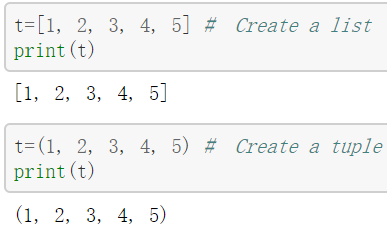 t=[1, 2, 3, 4, 5] # Create a list
print(t)
[1, 2, 3, 4, 5]
t=(1, 2, 3, 4, 5) # Create a tuple
print(t)
(1, 2, 3, 4, 5)